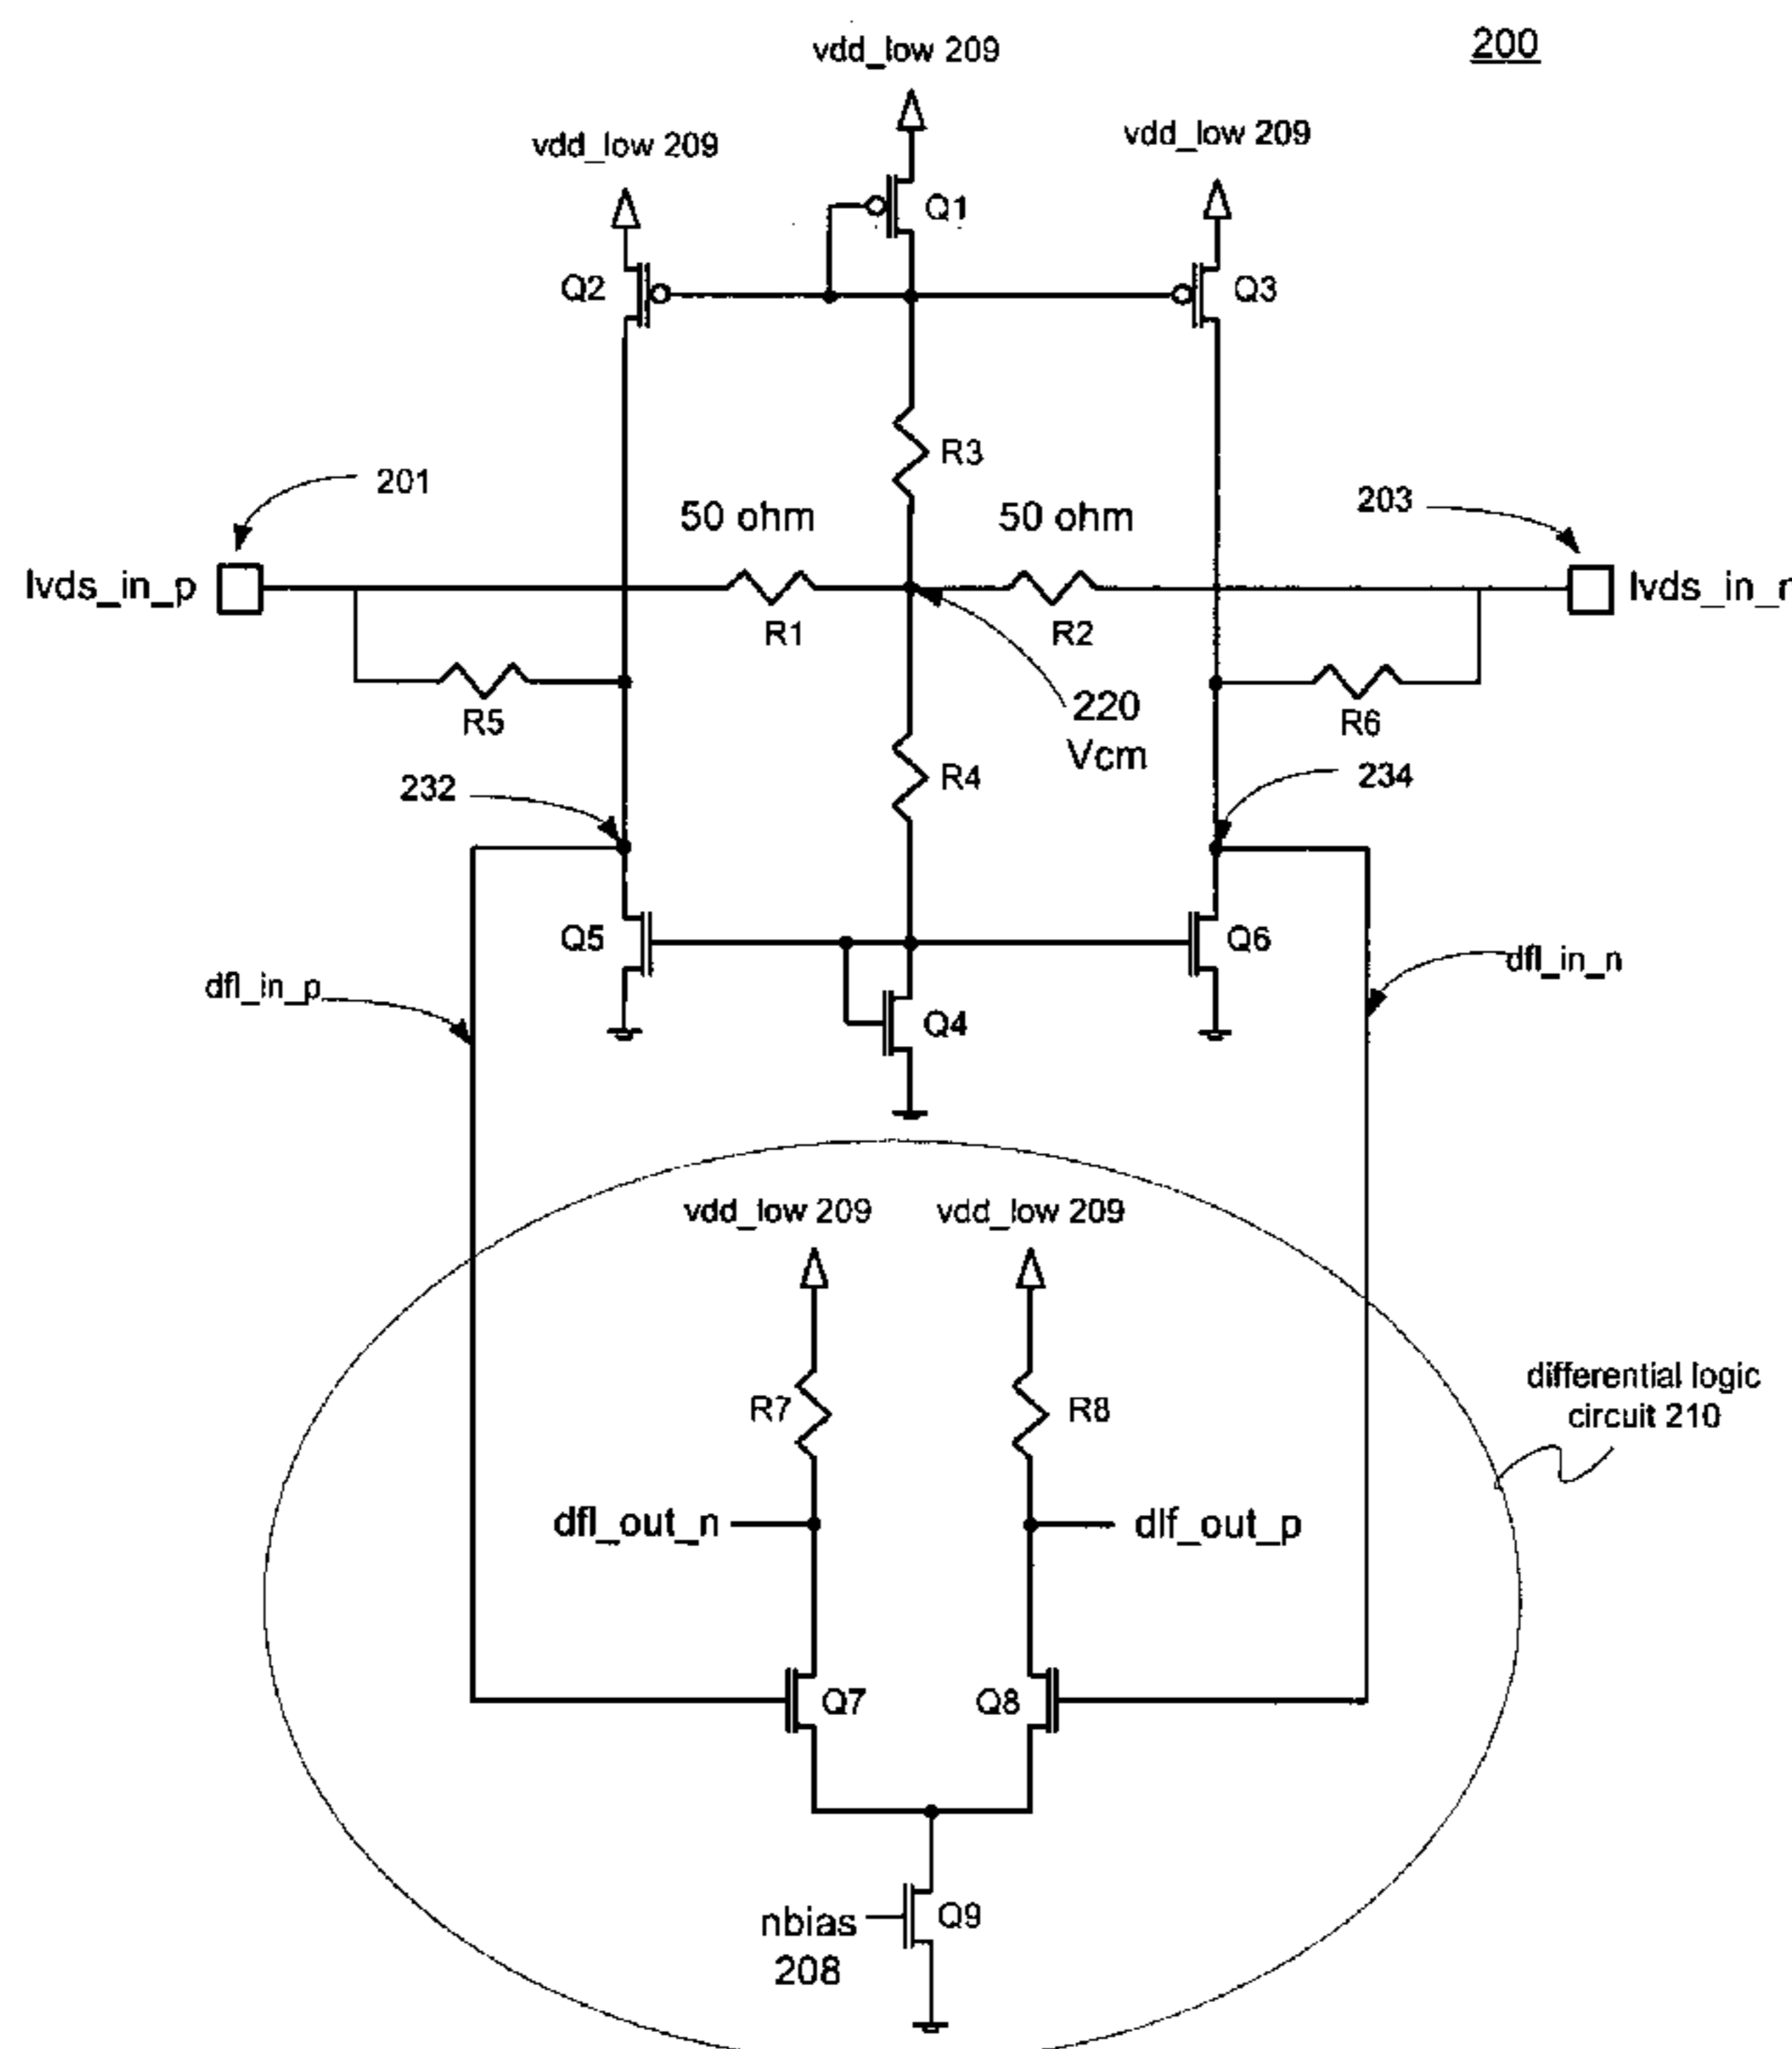 200
vdd_low 209
vdd_low 209
vdd_low 209
Q1
Q2
Q3
R3
201
203
50 ohm
50 ohm
lvds_in_p
lvds_in_n
R1
R2
R5
R6
220
Vcm
R4
232
234
Q5
Q6
dfl_in_p
dfl_in_n
Q4
vdd_low 209
vdd_low 209
differential logic
circuit 210
R7
R8
dfl_out_n
dlf_out_p
Q7
Q8
nbias
208
Q9